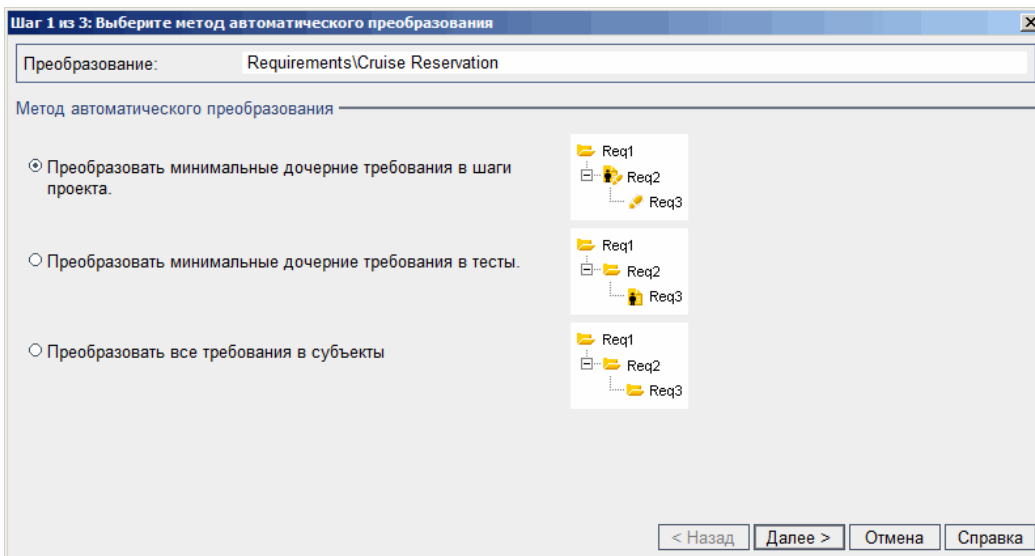 Шаг 1 из 3: Выберите метод автоматического преобразования
Преобразование: Requirements\Cruise Reservation
Метод автоматического преобразования
Преобразовать минимальные дочерние требования в шаги
проекта.
Req1
Req2
Req3
Преобразовать минимальные дочерние требования в тесты.
Req1
Req2
Req3
Преобразовать все требования в субъекты
Req1
Req2
Req3
< Назад Далее > Отмена Справка